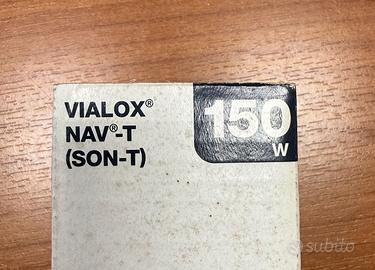 VIALOX®
NAV®-T
(SON-T)
150
W
subito